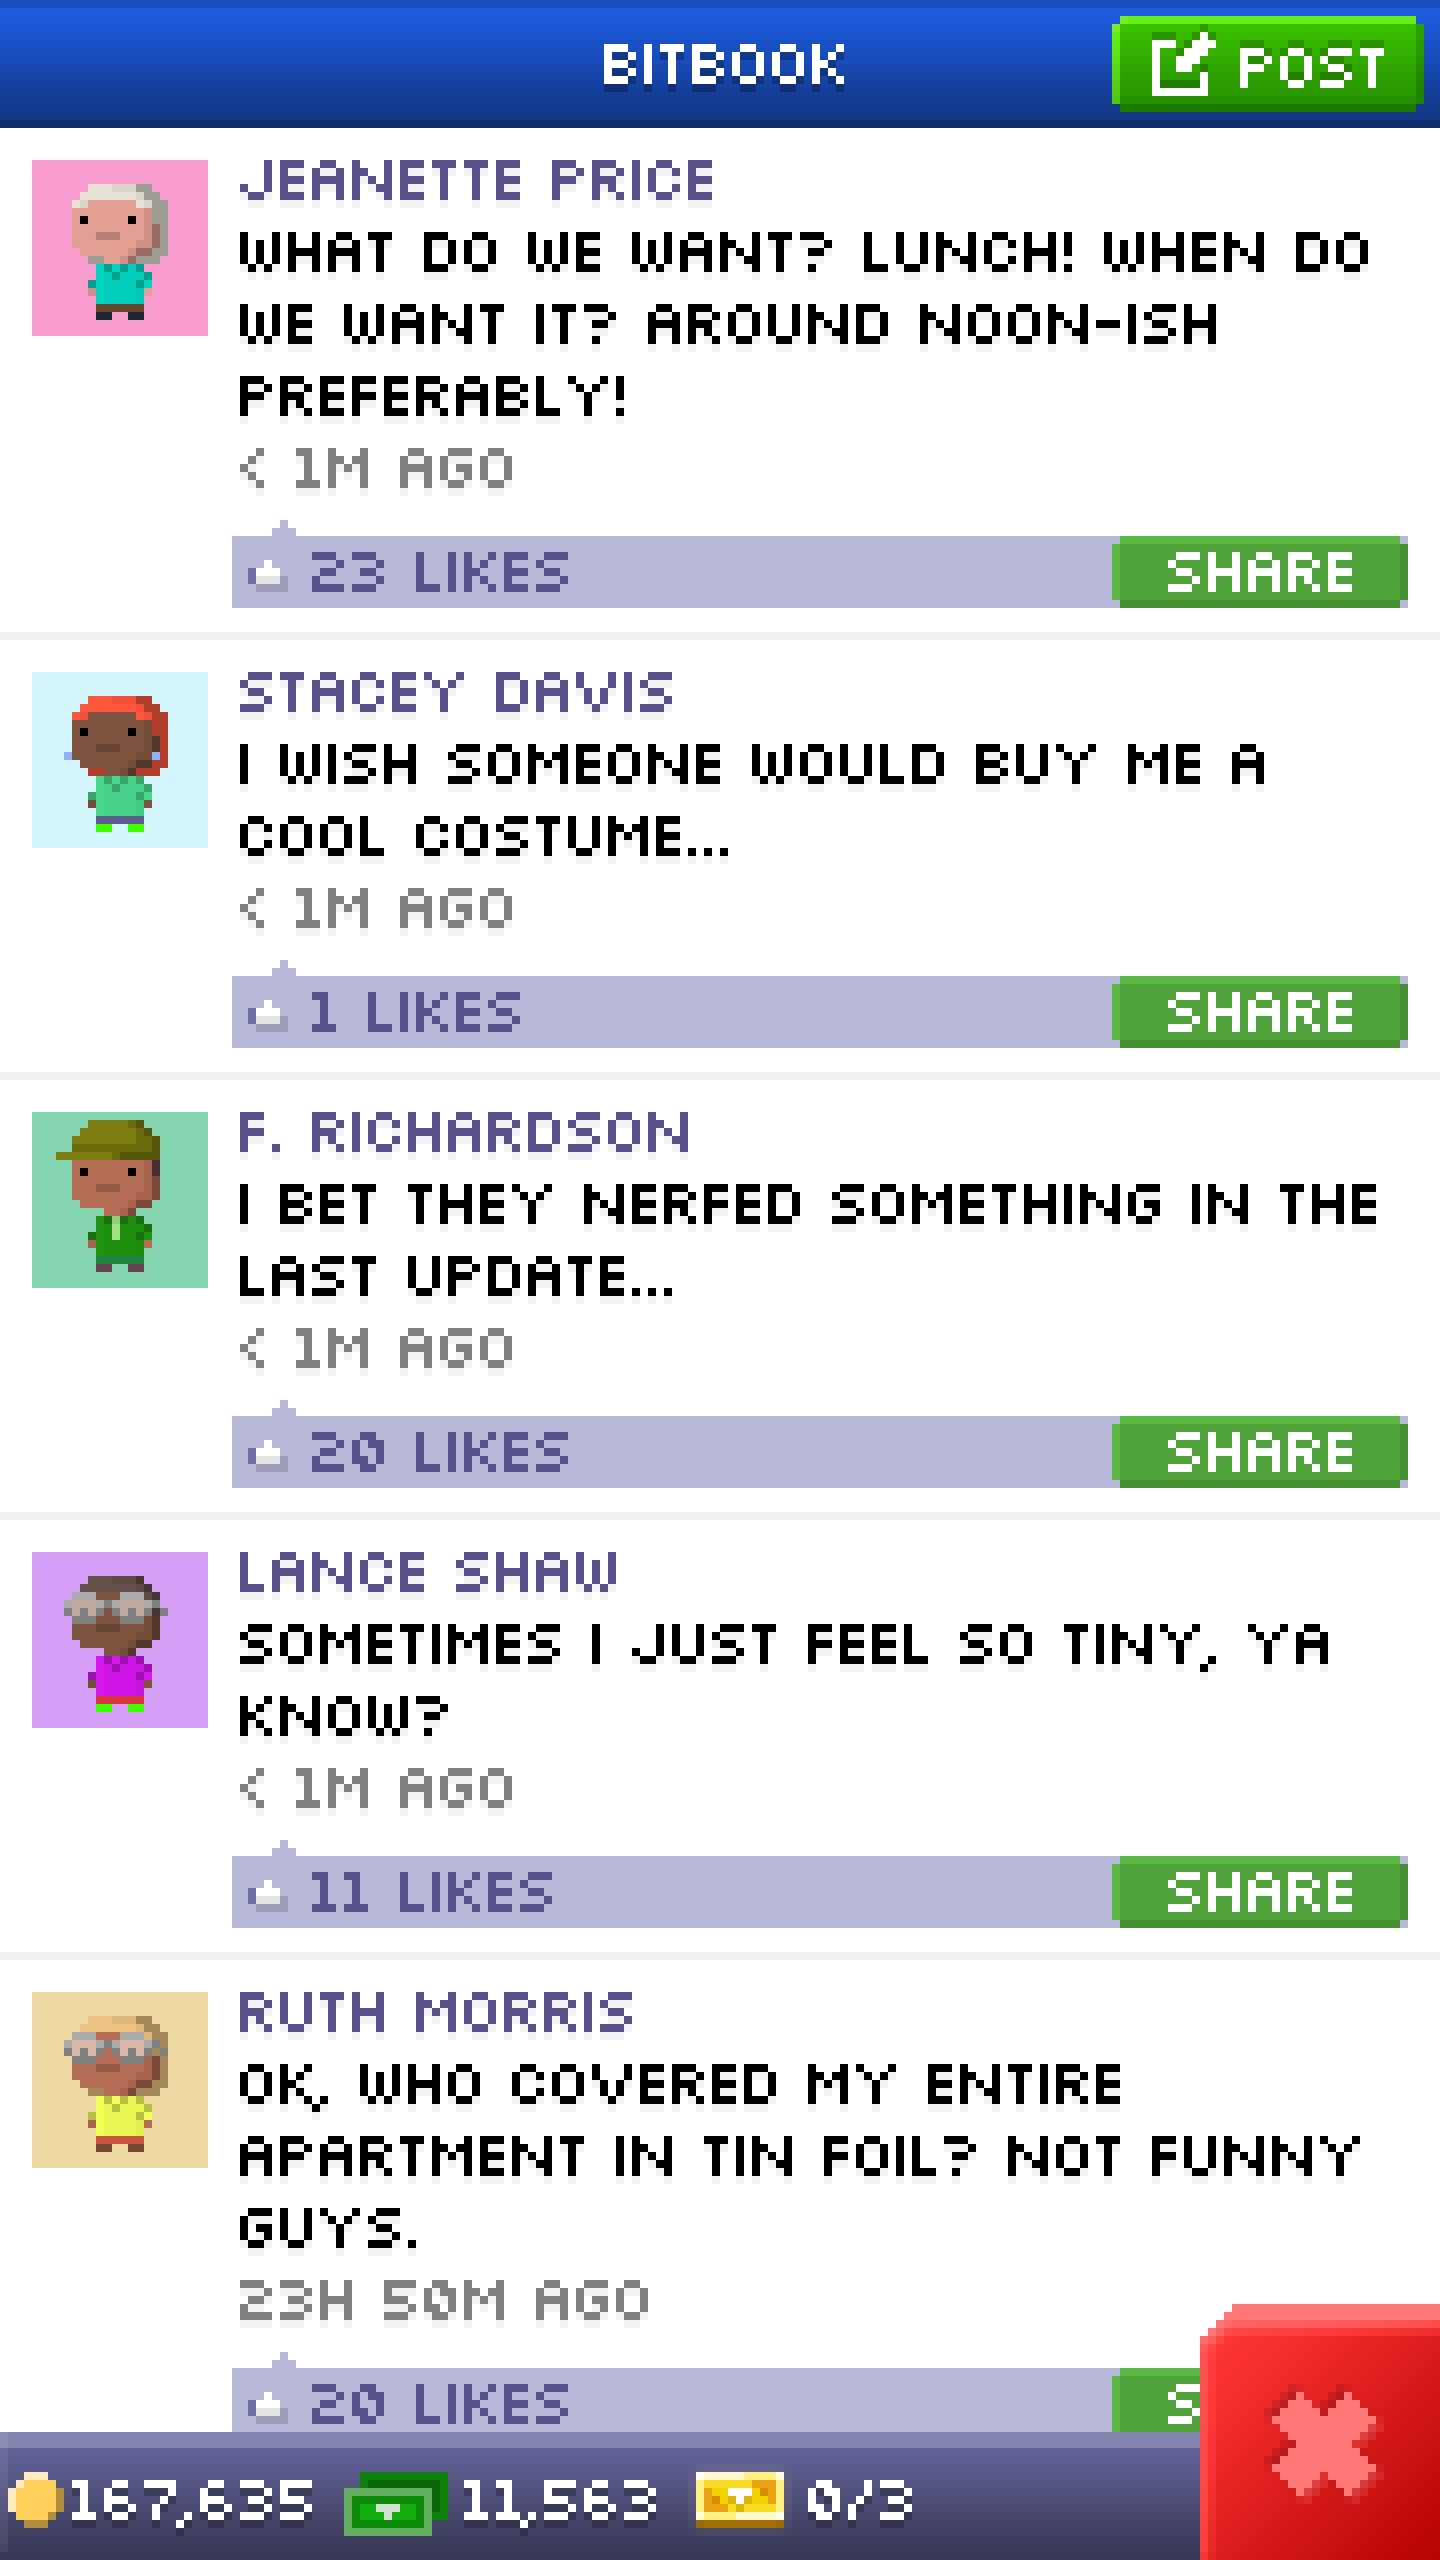 BITBOOK
POST
JEANETTE PRICE
WHAT DO WE WANT? LUNCH! WHEN DO
WE WANT IT? AROUND NOON-ISH
PREFERABLY!
< 1M AGO
23 LIKES
SHARE
STACEY DAVIS
I WISH SOMEONE WOULD BUY ME A
COOL COSTUME...
< 1M AGO
1 LIKES
SHARE
F. RICHARDSON
I BET THEY NERFED SOMETHING IN THE
LAST UPDATE...
< 1M AGO
20 LIKES
SHARE
LANCE SHAW
SOMETIMES I JUST FEEL SO TINY, YA
KNOW?
< 1M AGO
11 LIKES
SHARE
RUTH MORRIS
OK, WHO COVERED MY ENTIRE
APARTMENT IN TIN FOIL? NOT FUNNY
GUYS.
23H 50M AGO
20 LIKES
167,635
11,563
0/3